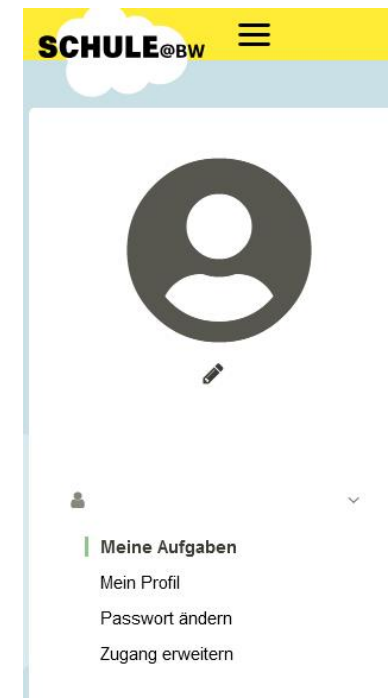 SCHULE@BW
Meine Aufgaben
Mein Profil
Passwort ändern
Zugang erweitern